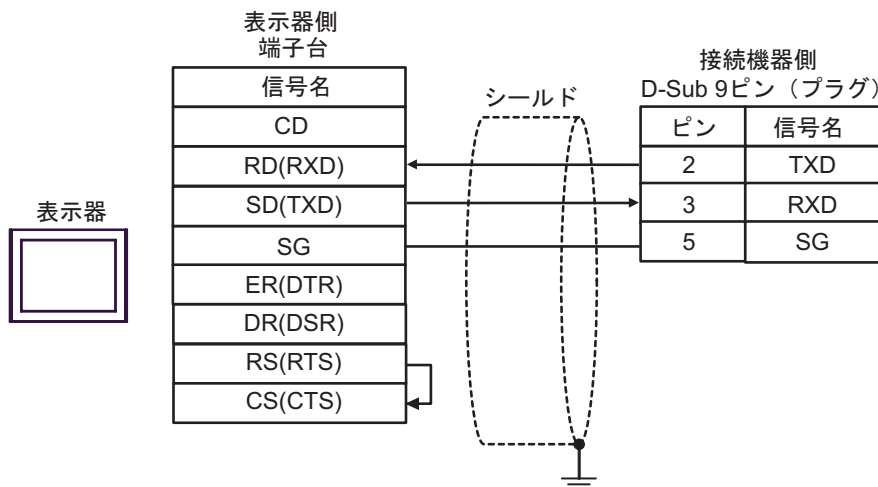 表示器側
端子台
信号名
CD
RD(RXD)
SD(TXD)
SG
ER(DTR)
DR(DSR)
RS(RTS)
CS(CTS)
表示器
シールド
接続機器側
D-Sub 9ピン（プラグ）
ピン 信号名
2 TXD
3 RXD
5 SG